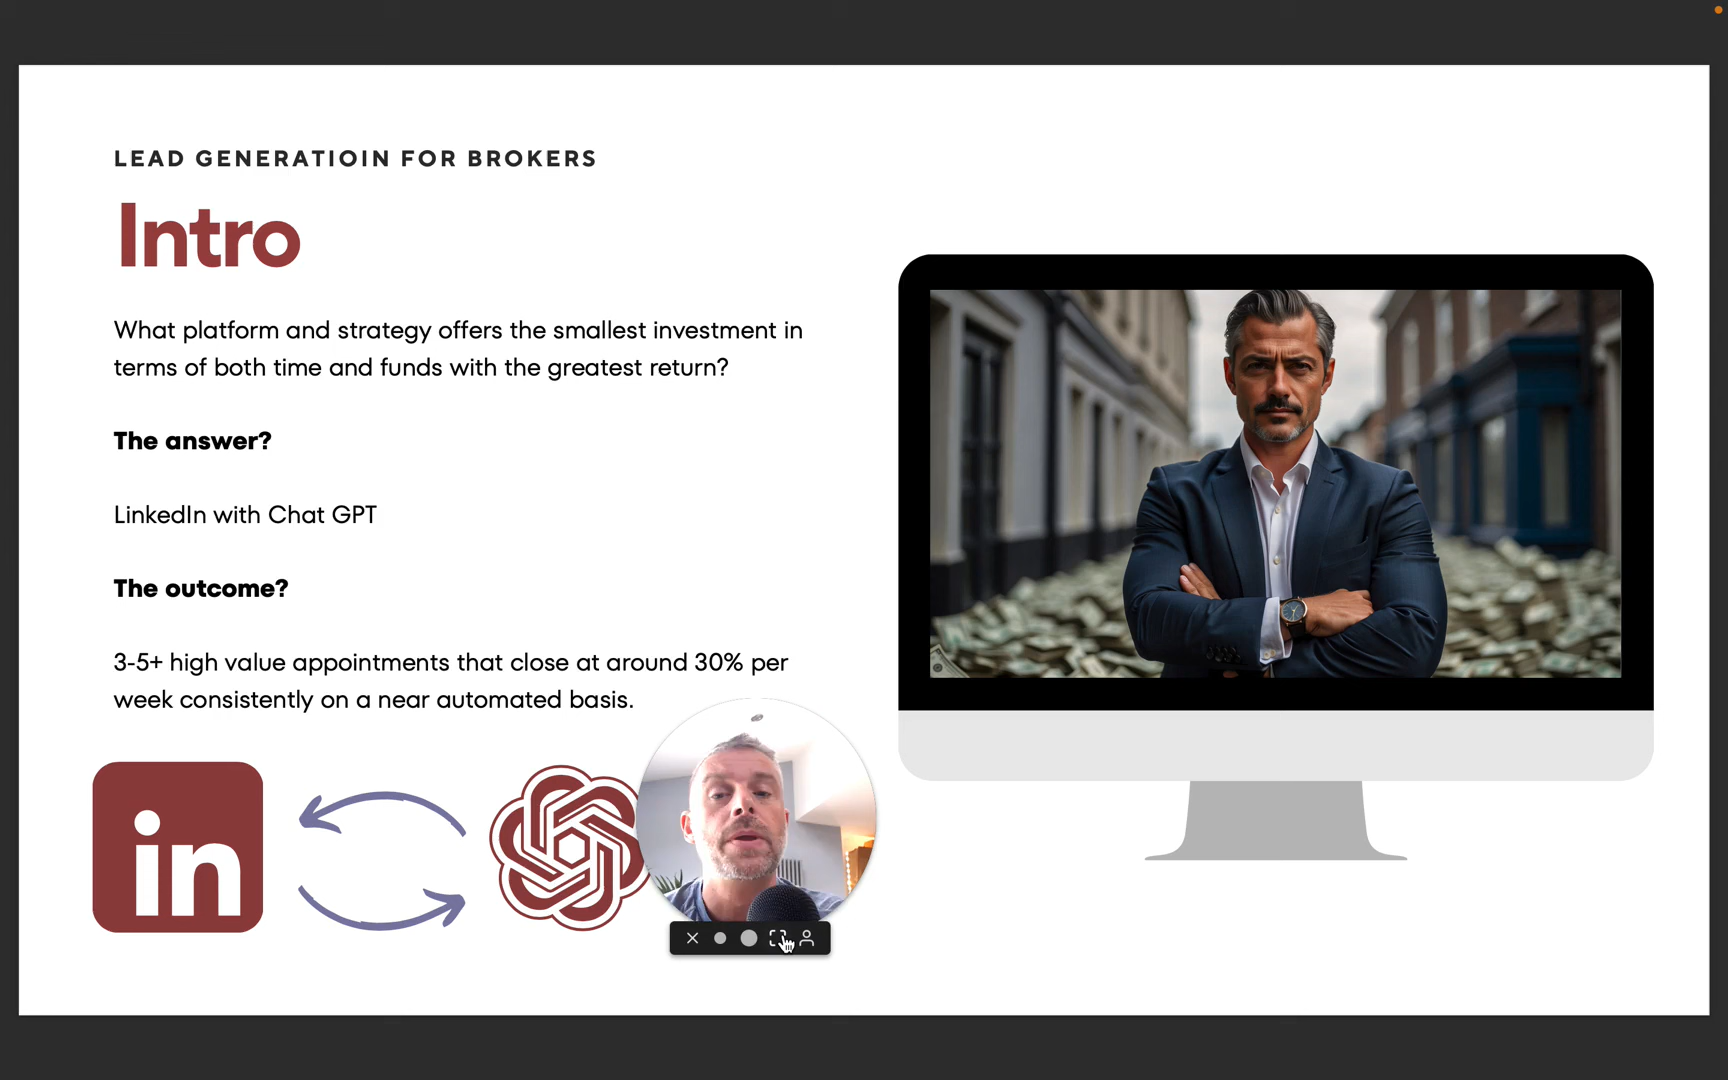 LEAD GENERATIOIN FOR BROKERS
Intro
What platform and strategy offers the smallest investment in
terms of both time and funds with the greatest return?
The answer?
LinkedIn with Chat GPT
The outcome?
3-5+ high value appointments that close at around 30% per
week consistently on a near automated basis.
in